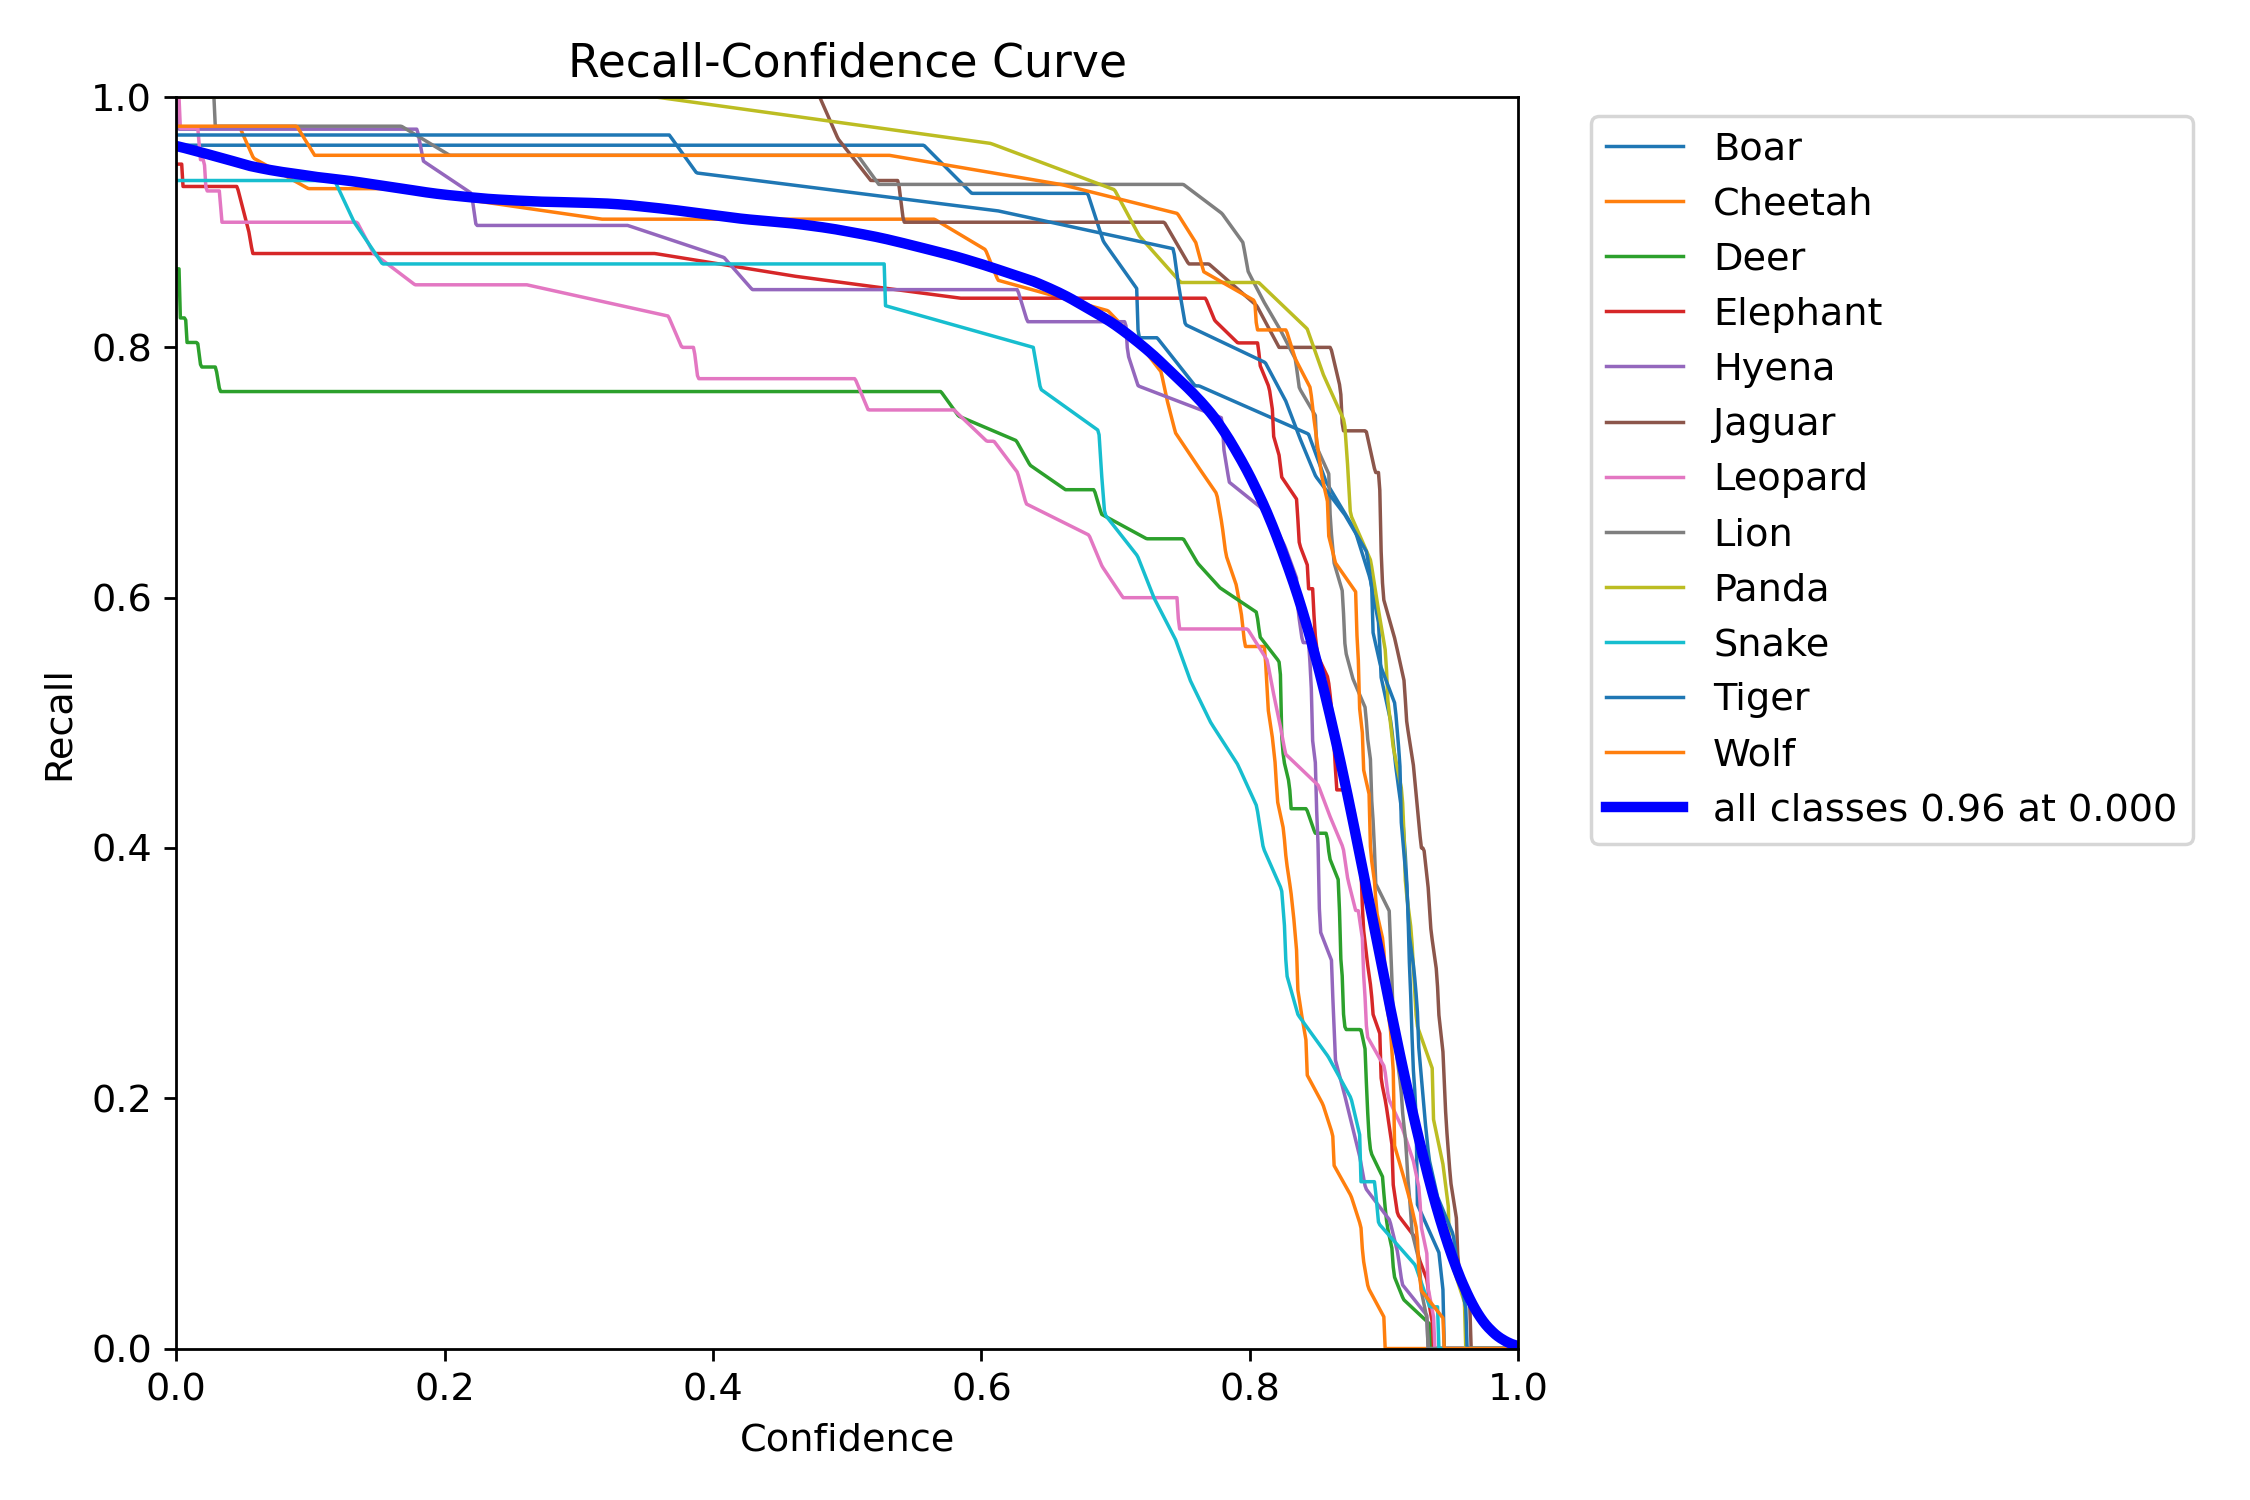 Recall-Confidence Curve
1.0
0.8
0.6
0.4
0.2
0.0
Recall
0.0 0.2 0.4 0.6 0.8 1.0
Confidence
Boar
Cheetah
Deer
Elephant
Hyena
Jaguar
Leopard
Lion
Panda
Snake
Tiger
Wolf
all classes 0.96 at 0.000